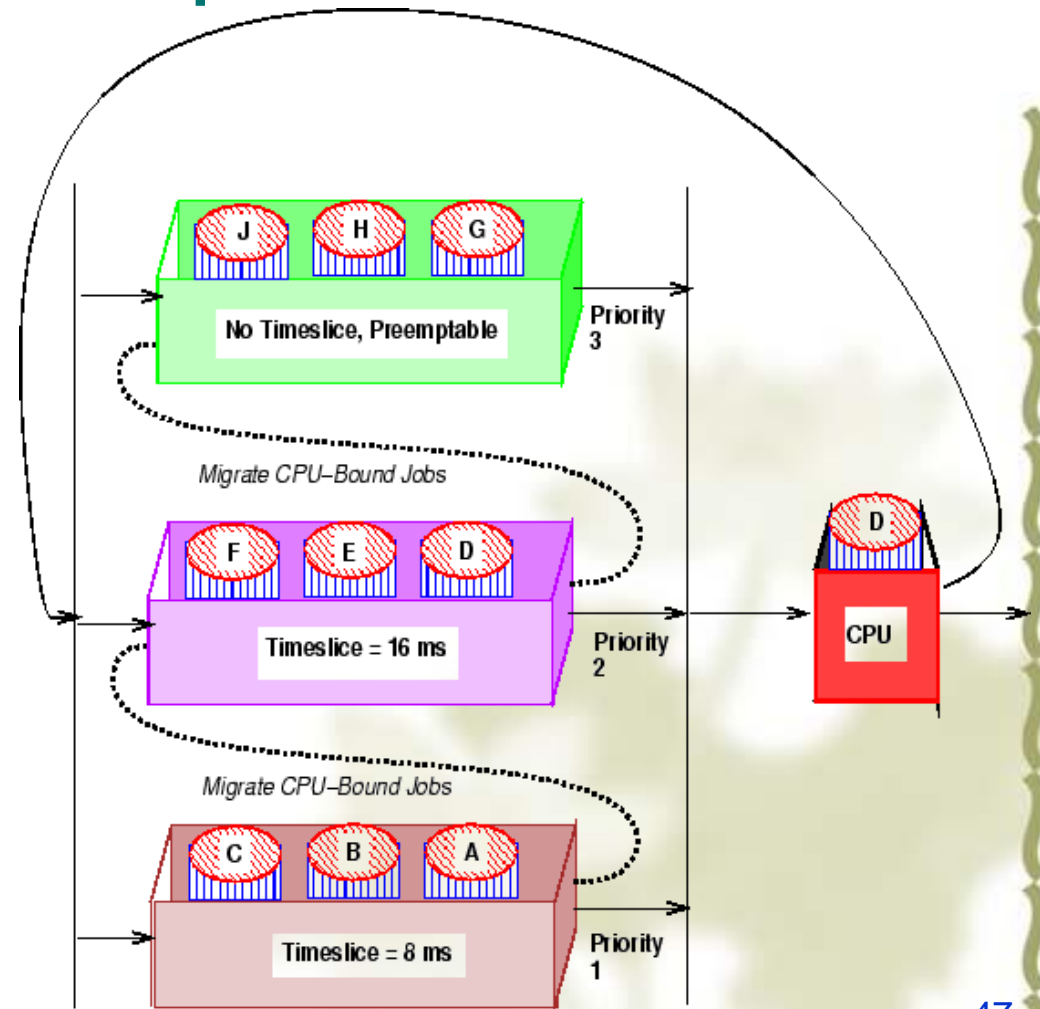 J H G
No Timeslice, Preemptable
Priority
3
Migrate CPU–Bound Jobs
D
F E D
CPU
Timeslice = 16 ms
Priority
2
Migrate CPU–Bound Jobs
C B A
Timeslice = 8 ms
Priority
1